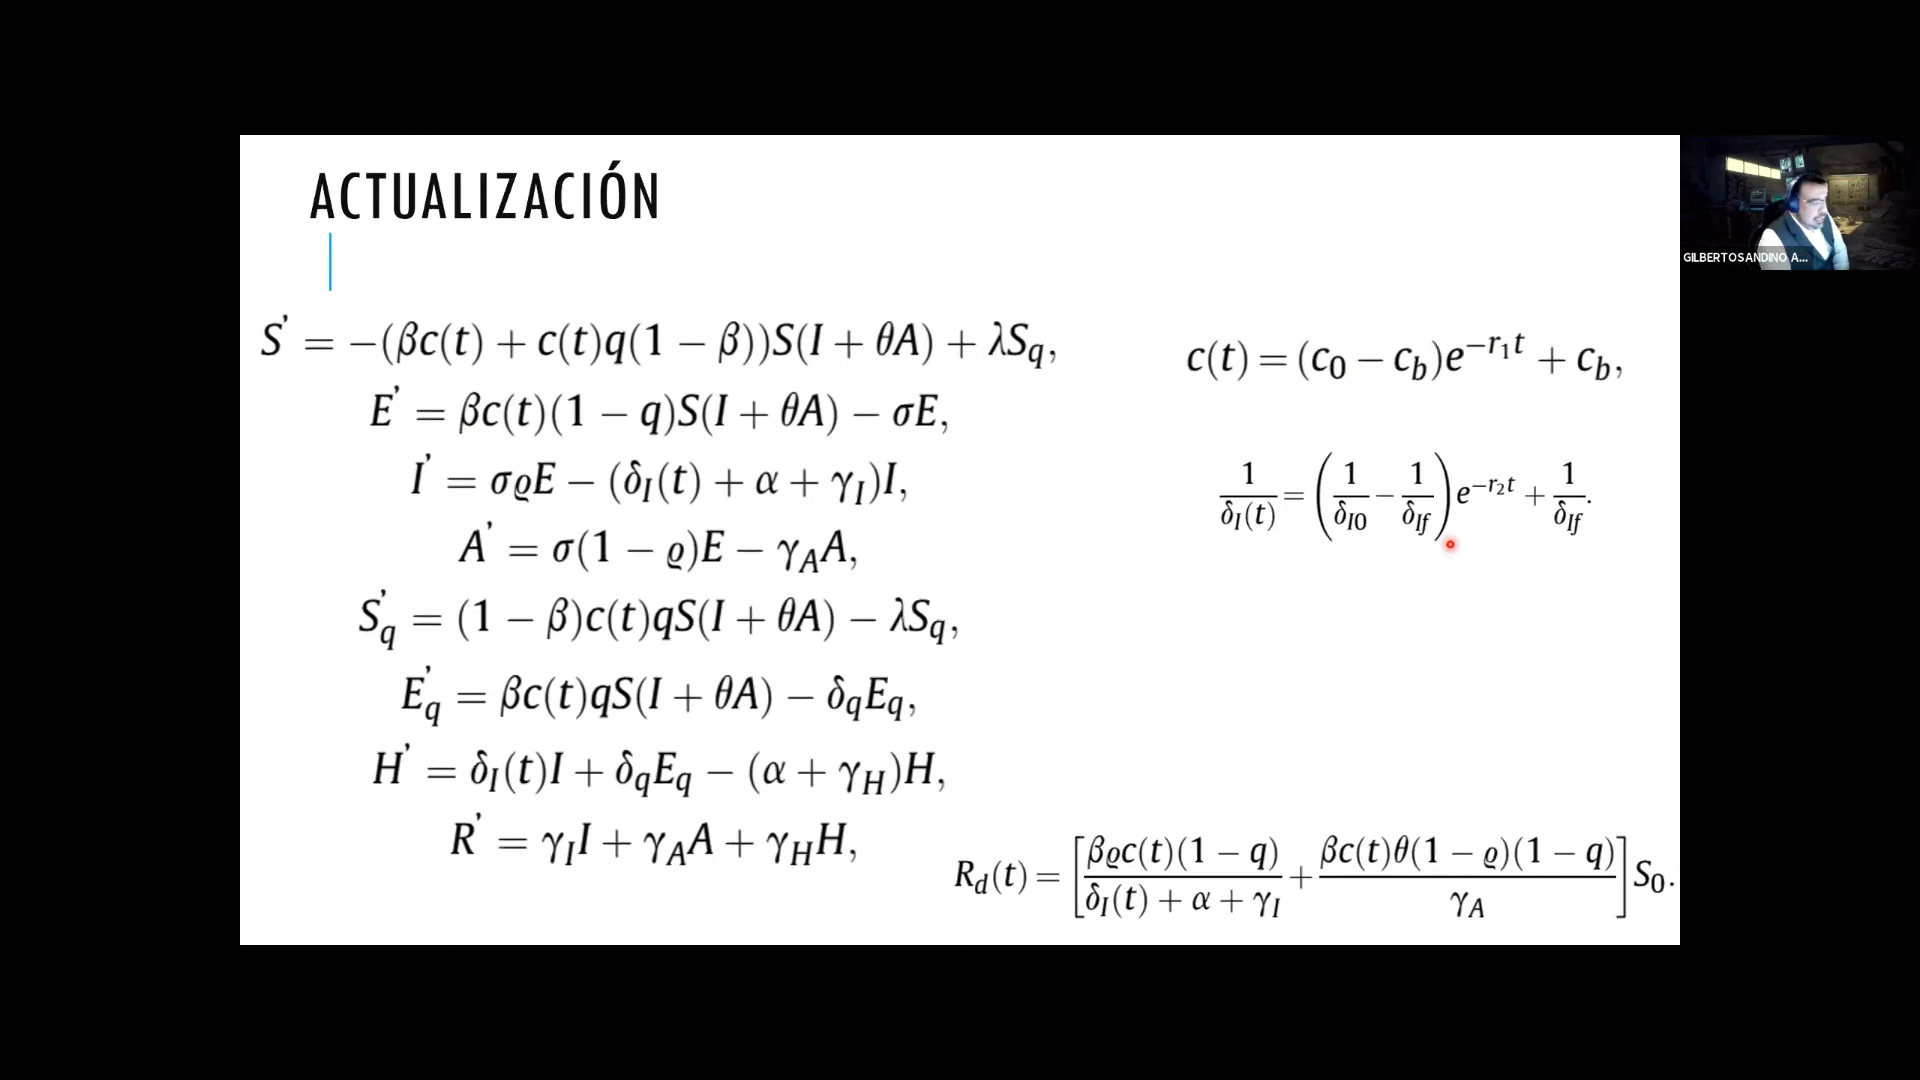 ACTUALIZACIÓN
S' = −(βc(t) + c(t)q(1 − β))S(I + θA) + λS_q,
E' = βc(t)(1 − q)S(I + θA) − σE,
I' = σϱE − (δ_I(t) + α + γ_I)I,
A' = σ(1 − ϱ)E − γ_A A,
S'_q = (1 − β)c(t)qS(I + θA) − λS_q,
E'_q = βc(t)qS(I + θA) − δ_q E_q,
H' = δ_I(t)I + δ_q E_q − (α + γ_H)H,
R' = γ_I I + γ_A A + γ_H H,
c(t) = (c_0 − c_b)e^{−r_1 t} + c_b,
1/δ_I(t) = (1/δ_{I0} − 1/δ_{If}) e^{−r_2 t} + 1/δ_{If}.
R_d(t) = [βϱc(t)(1 − q)/(δ_I(t) + α + γ_I) + βc(t)θ(1 − ϱ)(1 − q)/γ_A] S_0.
GILBERTO SANDINO A...